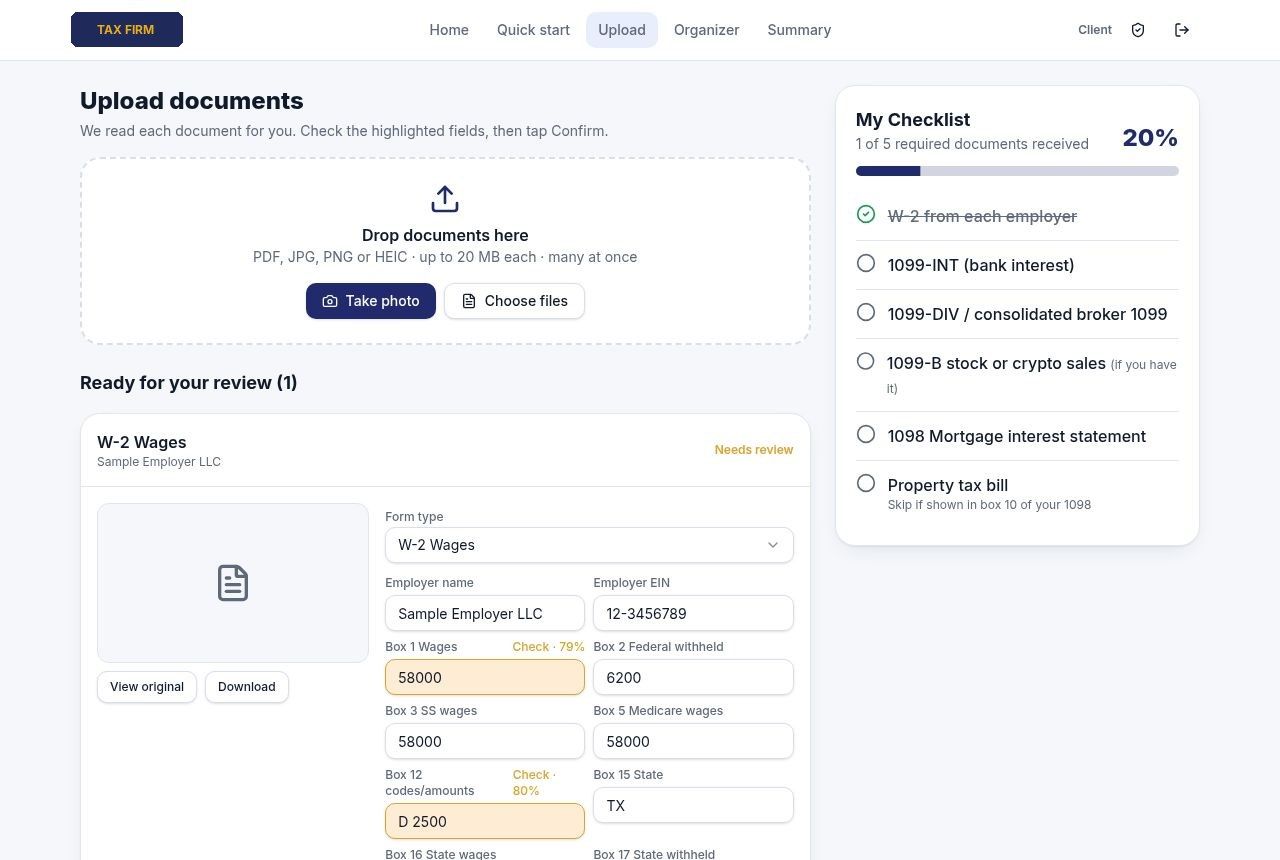 TAX FIRM
Home
Quick start
Upload
Organizer
Summary
Client
Upload documents
We read each document for you. Check the highlighted fields, then tap Confirm.
Drop documents here
PDF, JPG, PNG or HEIC · up to 20 MB each · many at once
Take photo
Choose files
Ready for your review (1)
W-2 Wages
Sample Employer LLC
Needs review
View original
Download
Form type
W-2 Wages
Employer name
Employer EIN
Sample Employer LLC
12-3456789
Box 1 Wages
Check · 79%
Box 2 Federal withheld
58000
6200
Box 3 SS wages
Box 5 Medicare wages
58000
58000
Box 12
codes/amounts
Check ·
80%
Box 15 State
D 2500
TX
Box 16 State wages
Box 17 State withheld
My Checklist
1 of 5 required documents received
20%
W-2 from each employer
1099-INT (bank interest)
1099-DIV / consolidated broker 1099
1099-B stock or crypto sales (if you have
it)
1098 Mortgage interest statement
Property tax bill
Skip if shown in box 10 of your 1098